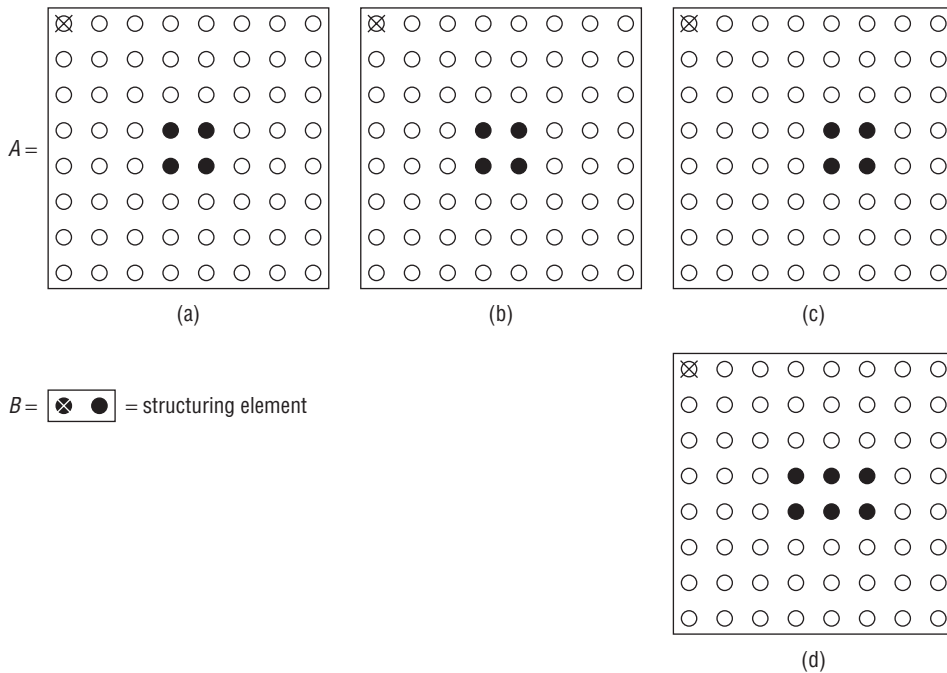 A =
(a)
(b)
(c)
B =
= structuring element
(d)